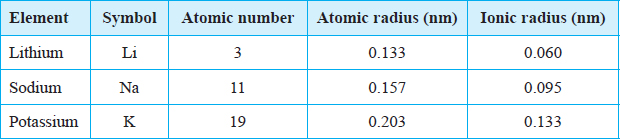 Element Symbol Atomic number Atomic radius (nm) Ionic radius (nm)
Lithium Li 3 0.133 0.060
Sodium Na 11 0.157 0.095
Potassium K 19 0.203 0.133